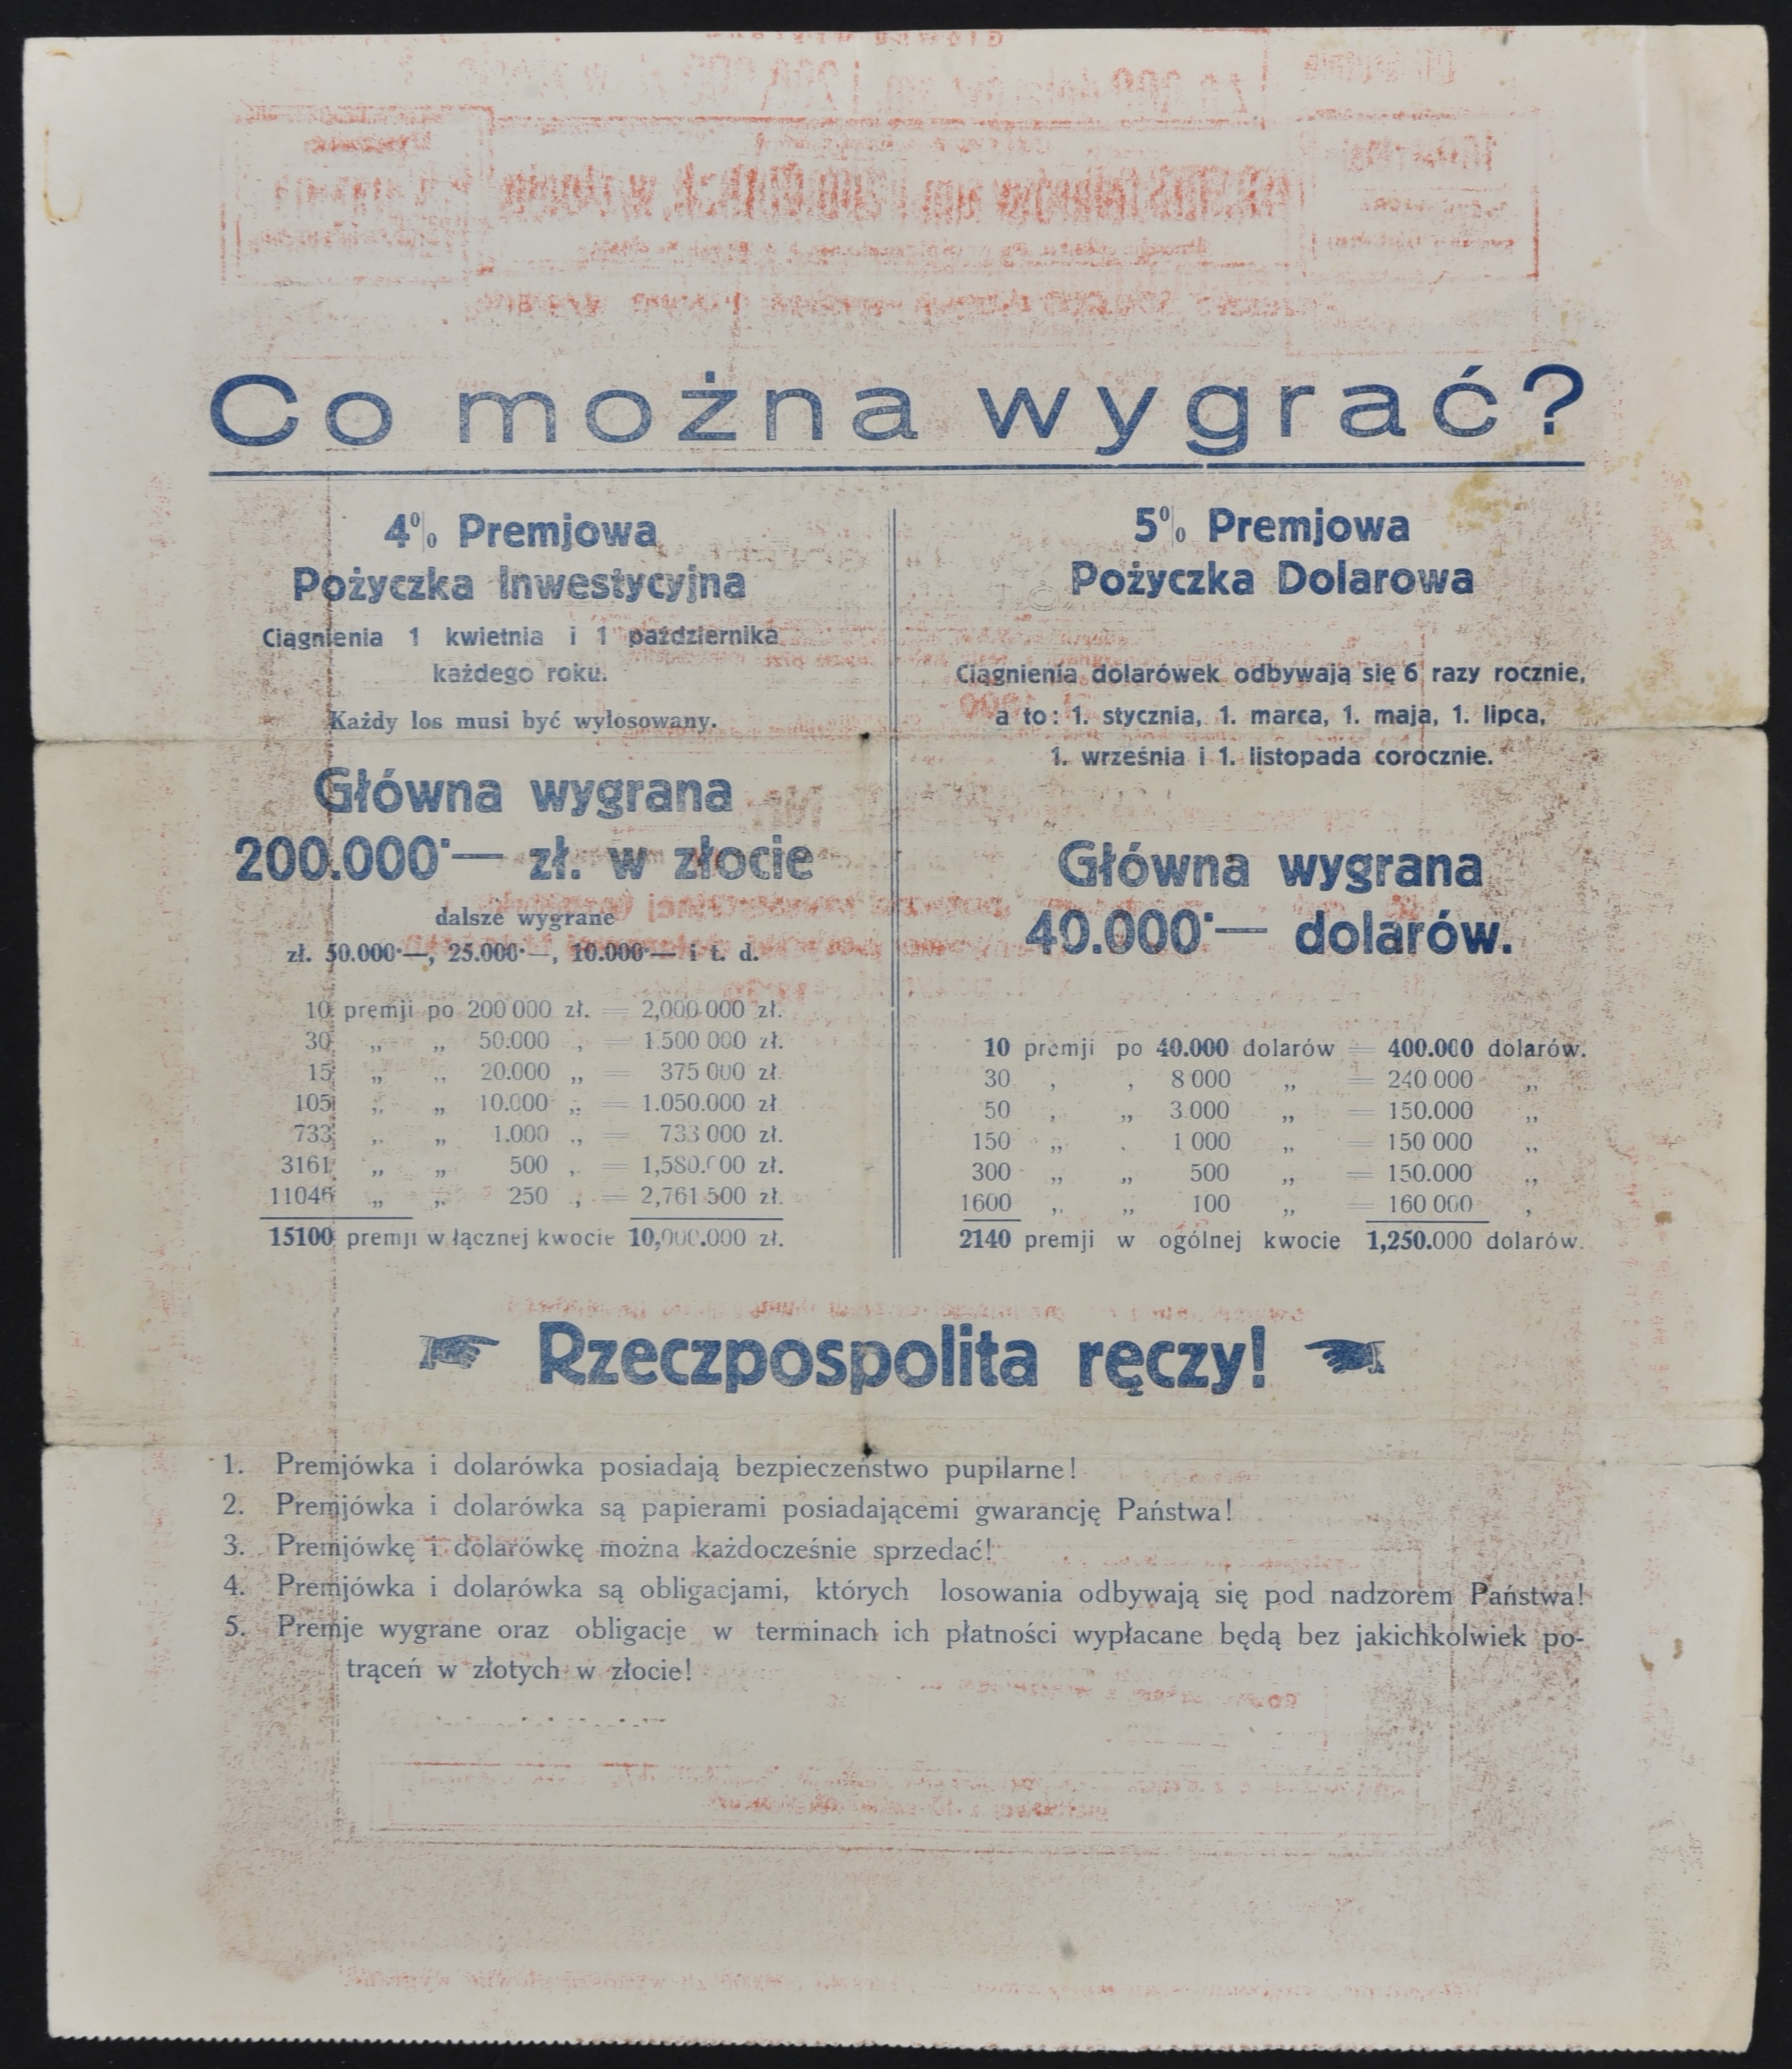 Co można wygrać?
4% Premjowa
Pożyczka Inwestycyjna
Ciągnienia 1 kwietnia i 1 października
każdego roku.
Każdy los musi być wylosowany.
Główna wygrana
200.000·— zł. w złocie
dalsze wygrane
zł. 50.000·—, 25.000·—, 10.000·— i t. d.
10 premji po 200 000 zł. = 2,000.000 zł.
30 „ „ 50.000 „ = 1.500 000 zł.
15 „ „ 20.000 „ = 375 000 zł.
105 „ „ 10.000 „ = 1.050.000 zł.
733 „ „ 1.000 „ = 733 000 zł.
3161 „ „ 500 „ = 1,580.000 zł.
11046 „ „ 250 „ = 2,761 500 zł.
15100 premji w łącznej kwocie 10,000.000 zł.
5% Premjowa
Pożyczka Dolarowa
Ciągnienia dolarówek odbywają się 6 razy rocznie,
a to: 1. stycznia, 1. marca, 1. maja, 1. lipca,
1. września i 1. listopada corocznie.
Główna wygrana
40.000·— dolarów.
10 premji po 40.000 dolarów = 400.000 dolarów.
30 „ „ 8 000 „ = 240.000 „
50 „ „ 3.000 „ = 150.000 „
150 „ „ 1 000 „ = 150 000 „
300 „ „ 500 „ = 150.000 „
1600 „ „ 100 „ = 160 000 „
2140 premji w ogólnej kwocie 1,250.000 dolarów.
Rzeczpospolita ręczy!
1. Premjówka i dolarówka posiadają bezpieczeństwo pupilarne!
2. Premjówka i dolarówka są papierami posiadającemi gwarancję Państwa!
3. Premjówkę i dolarówkę można każdocześnie sprzedać!
4. Premjówka i dolarówka są obligacjami, których losowania odbywają się pod nadzorem Państwa!
5. Premje wygrane oraz obligacje w terminach ich płatności wypłacane będą bez jakichkolwiek po-
trąceń w złotych w złocie!